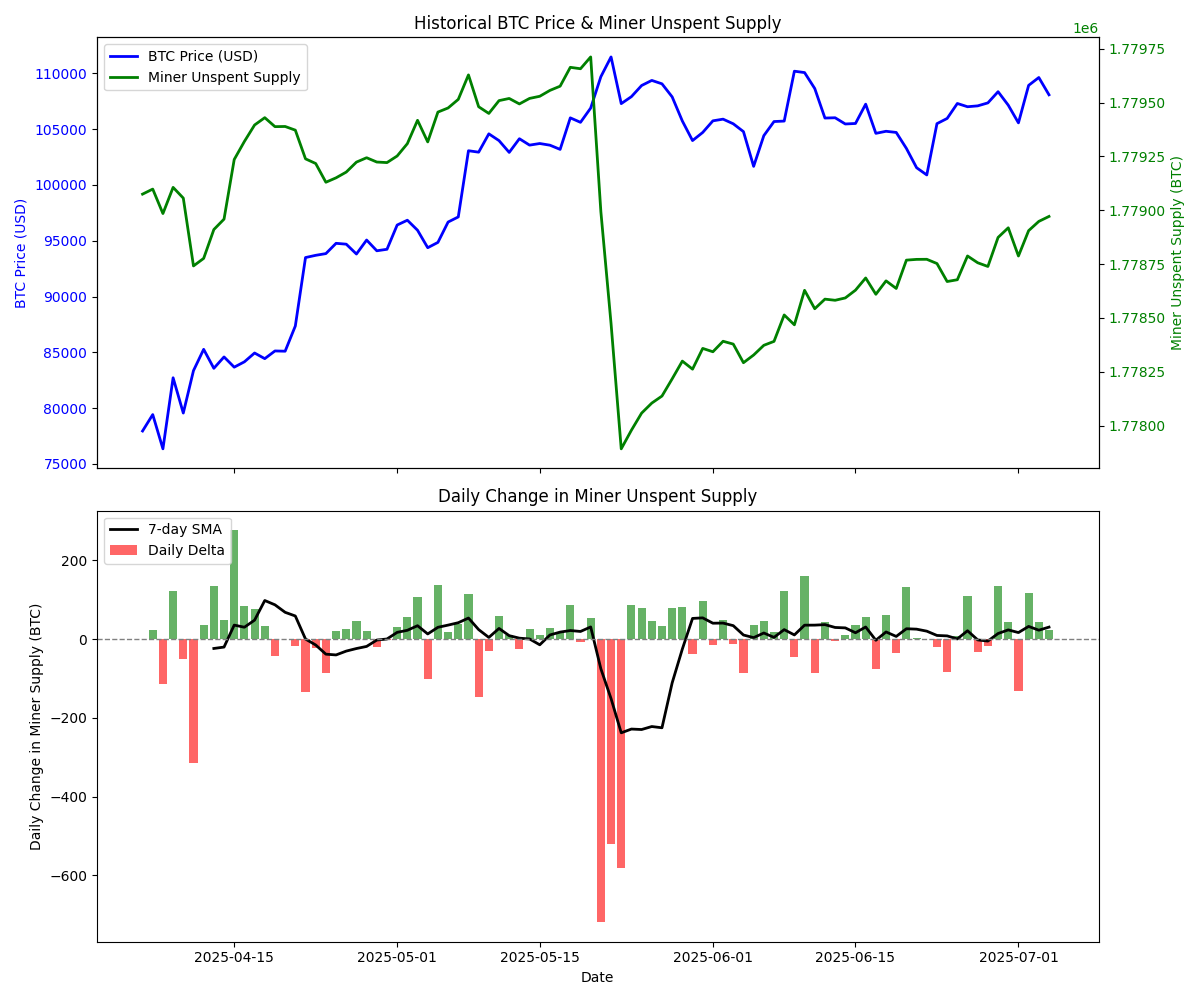 Historical BTC Price & Miner Unspent Supply
1e6
BTC Price (USD)
Miner Unspent Supply
110000
105000
100000
95000
90000
85000
80000
75000
BTC Price (USD)
1.77975
1.77950
1.77925
1.77900
1.77875
1.77850
1.77825
1.77800
Miner Unspent Supply (BTC)
Daily Change in Miner Unspent Supply
7-day SMA
Daily Delta
200
0
−200
−400
−600
Daily Change in Miner Supply (BTC)
2025-04-15
2025-05-01
2025-05-15
2025-06-01
2025-06-15
2025-07-01
Date